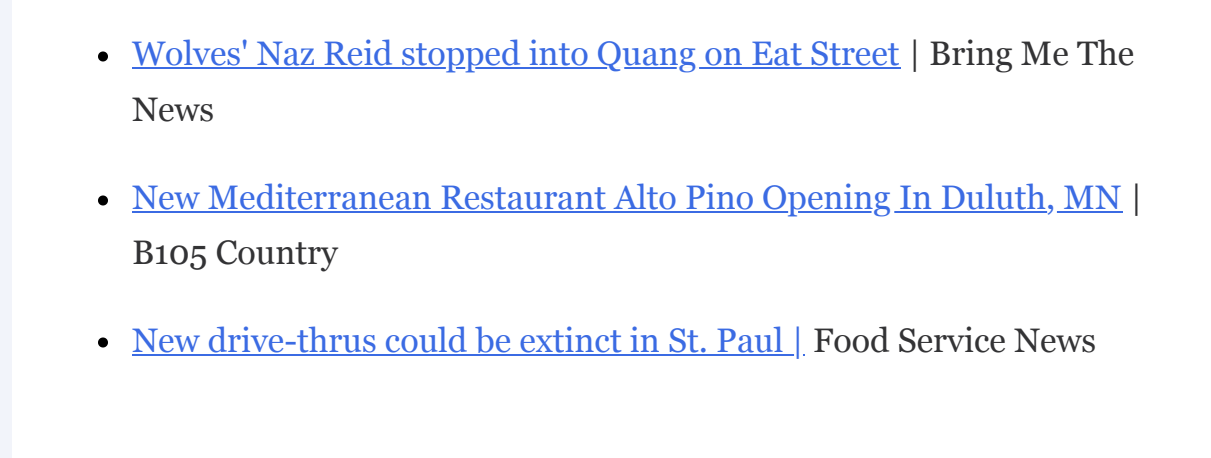 Wolves' Naz Reid stopped into Quang on Eat Street | Bring Me The
News
New Mediterranean Restaurant Alto Pino Opening In Duluth, MN |
B105 Country
New drive-thrus could be extinct in St. Paul | Food Service News